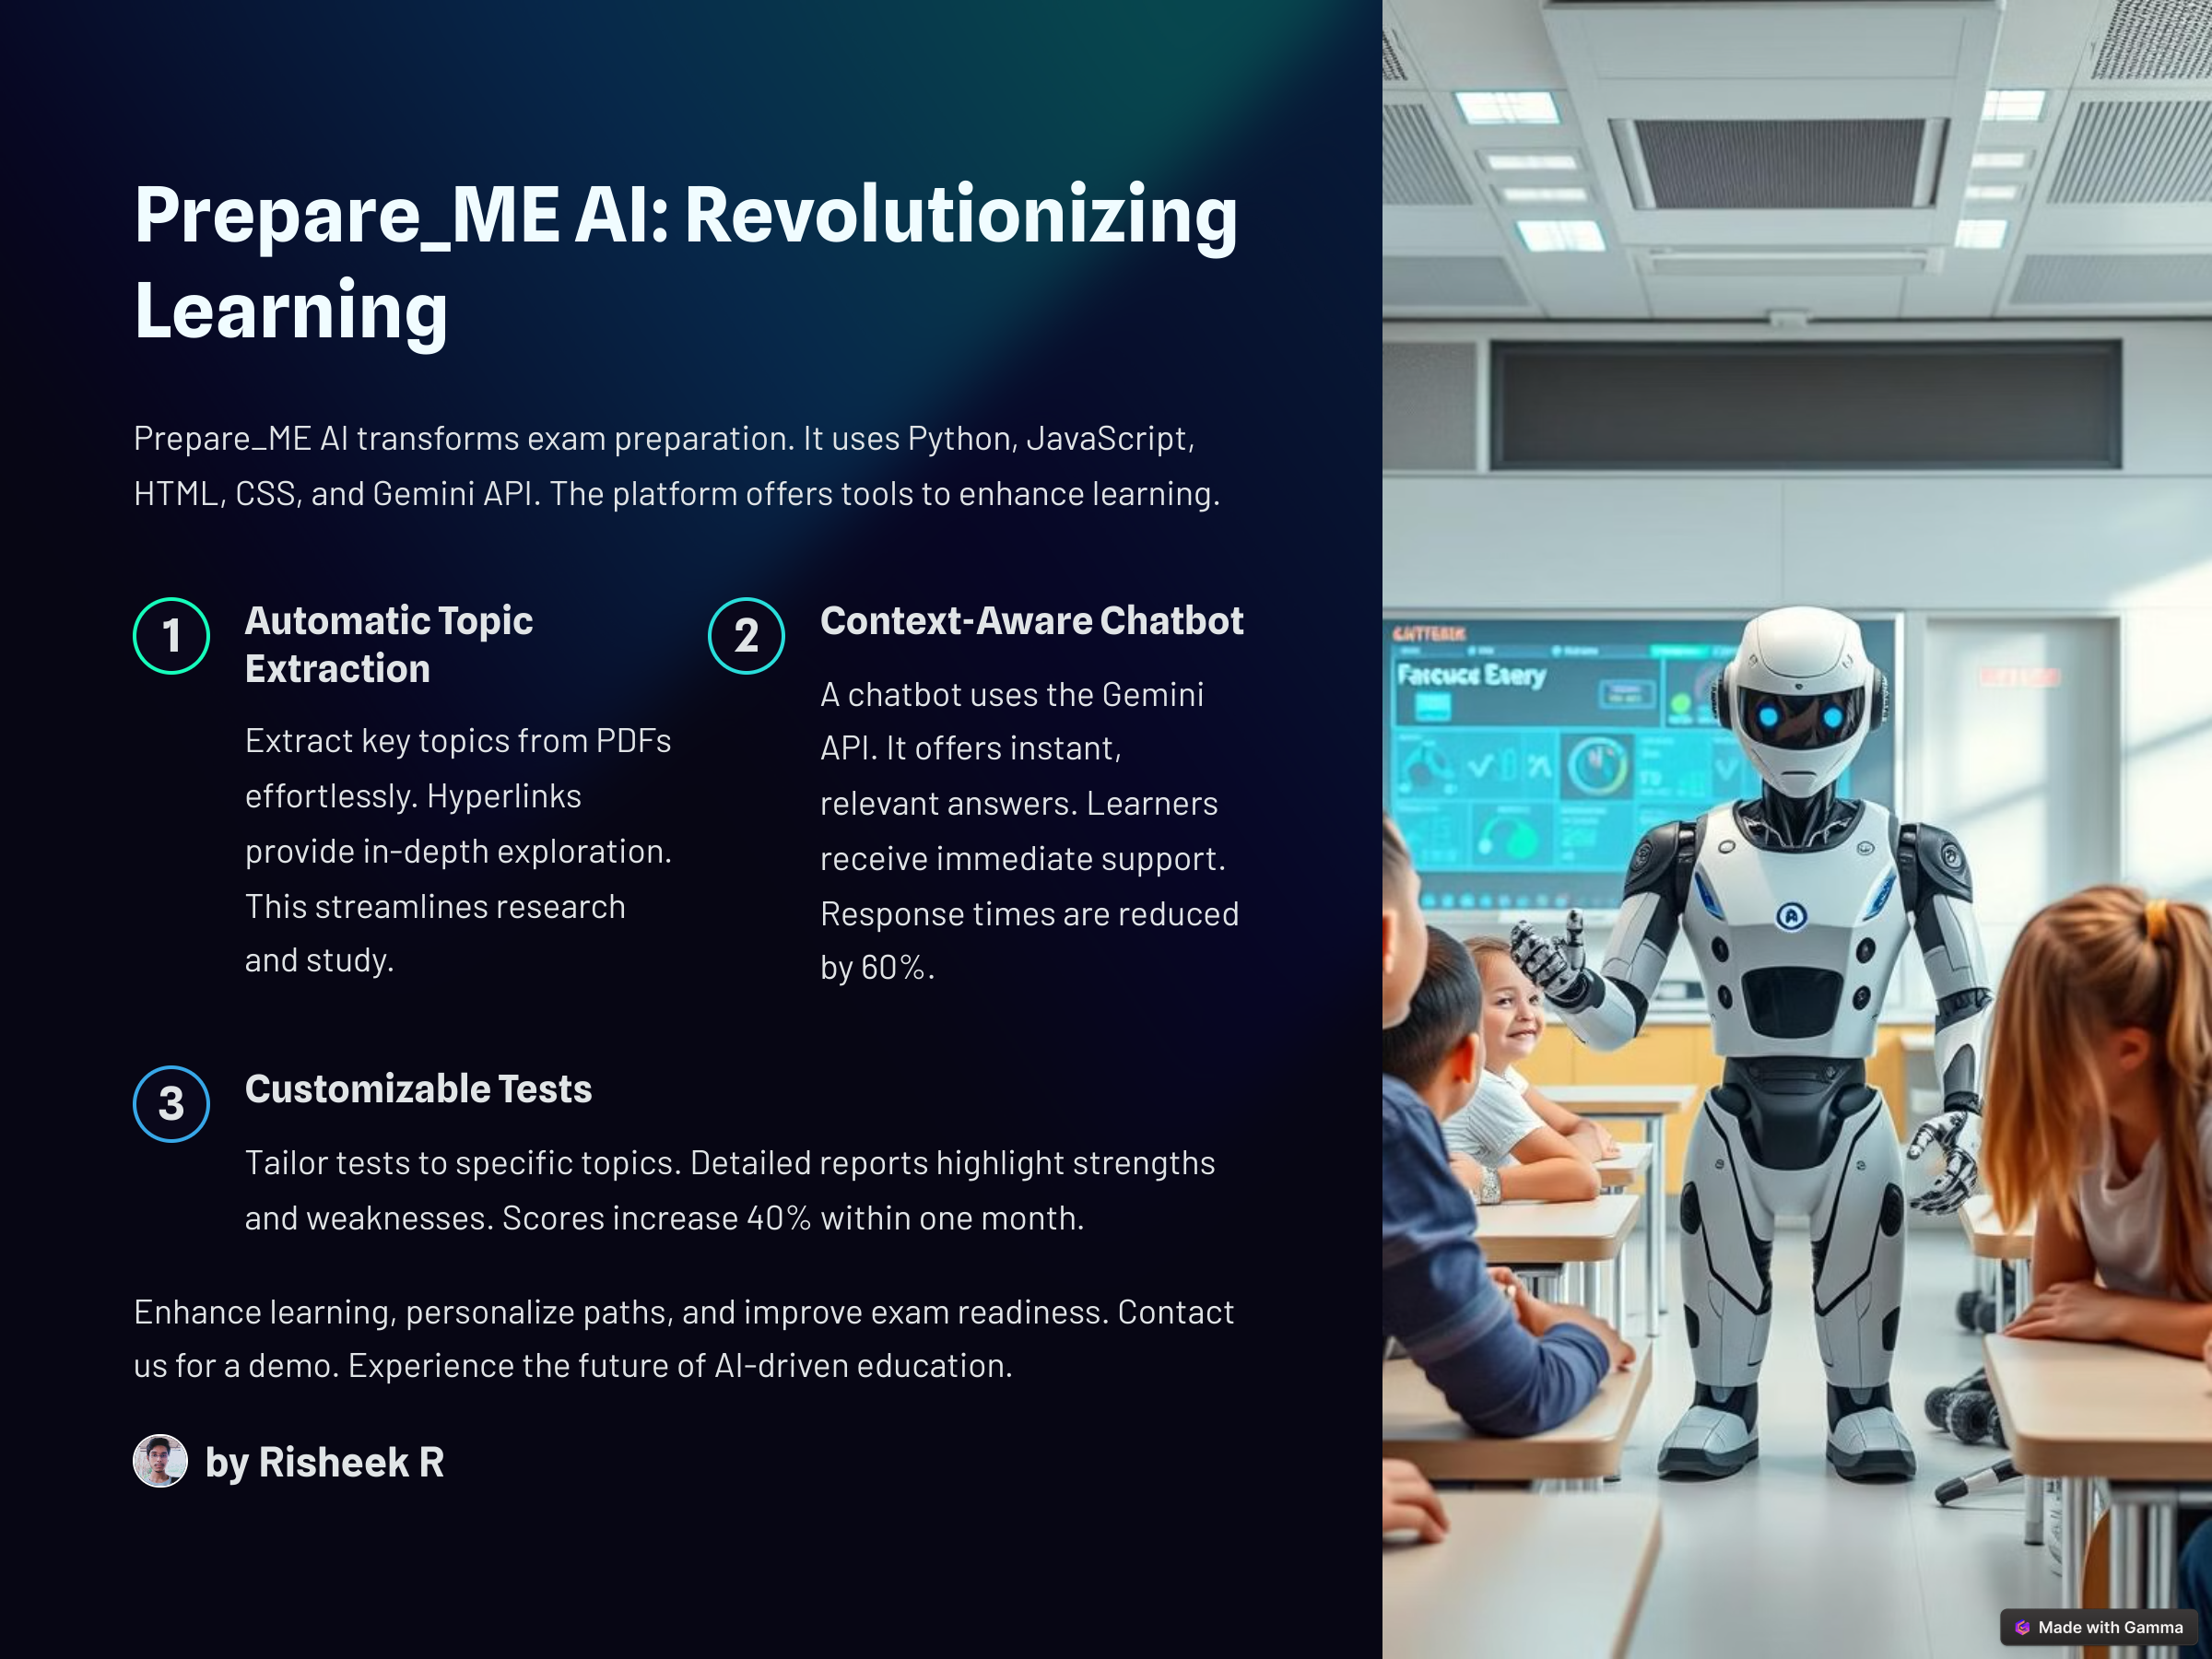 Prepare_ME AI: Revolutionizing
Learning
Prepare_ME AI transforms exam preparation. It uses Python, JavaScript,
HTML, CSS, and Gemini API. The platform offers tools to enhance learning.
1
Automatic Topic
Extraction
Extract key topics from PDFs
effortlessly. Hyperlinks
provide in-depth exploration.
This streamlines research
and study.
2
Context-Aware Chatbot
A chatbot uses the Gemini
API. It offers instant,
relevant answers. Learners
receive immediate support.
Response times are reduced
by 60%.
3
Customizable Tests
Tailor tests to specific topics. Detailed reports highlight strengths
and weaknesses. Scores increase 40% within one month.
Enhance learning, personalize paths, and improve exam readiness. Contact
us for a demo. Experience the future of AI-driven education.
by Risheek R
Made with Gamma